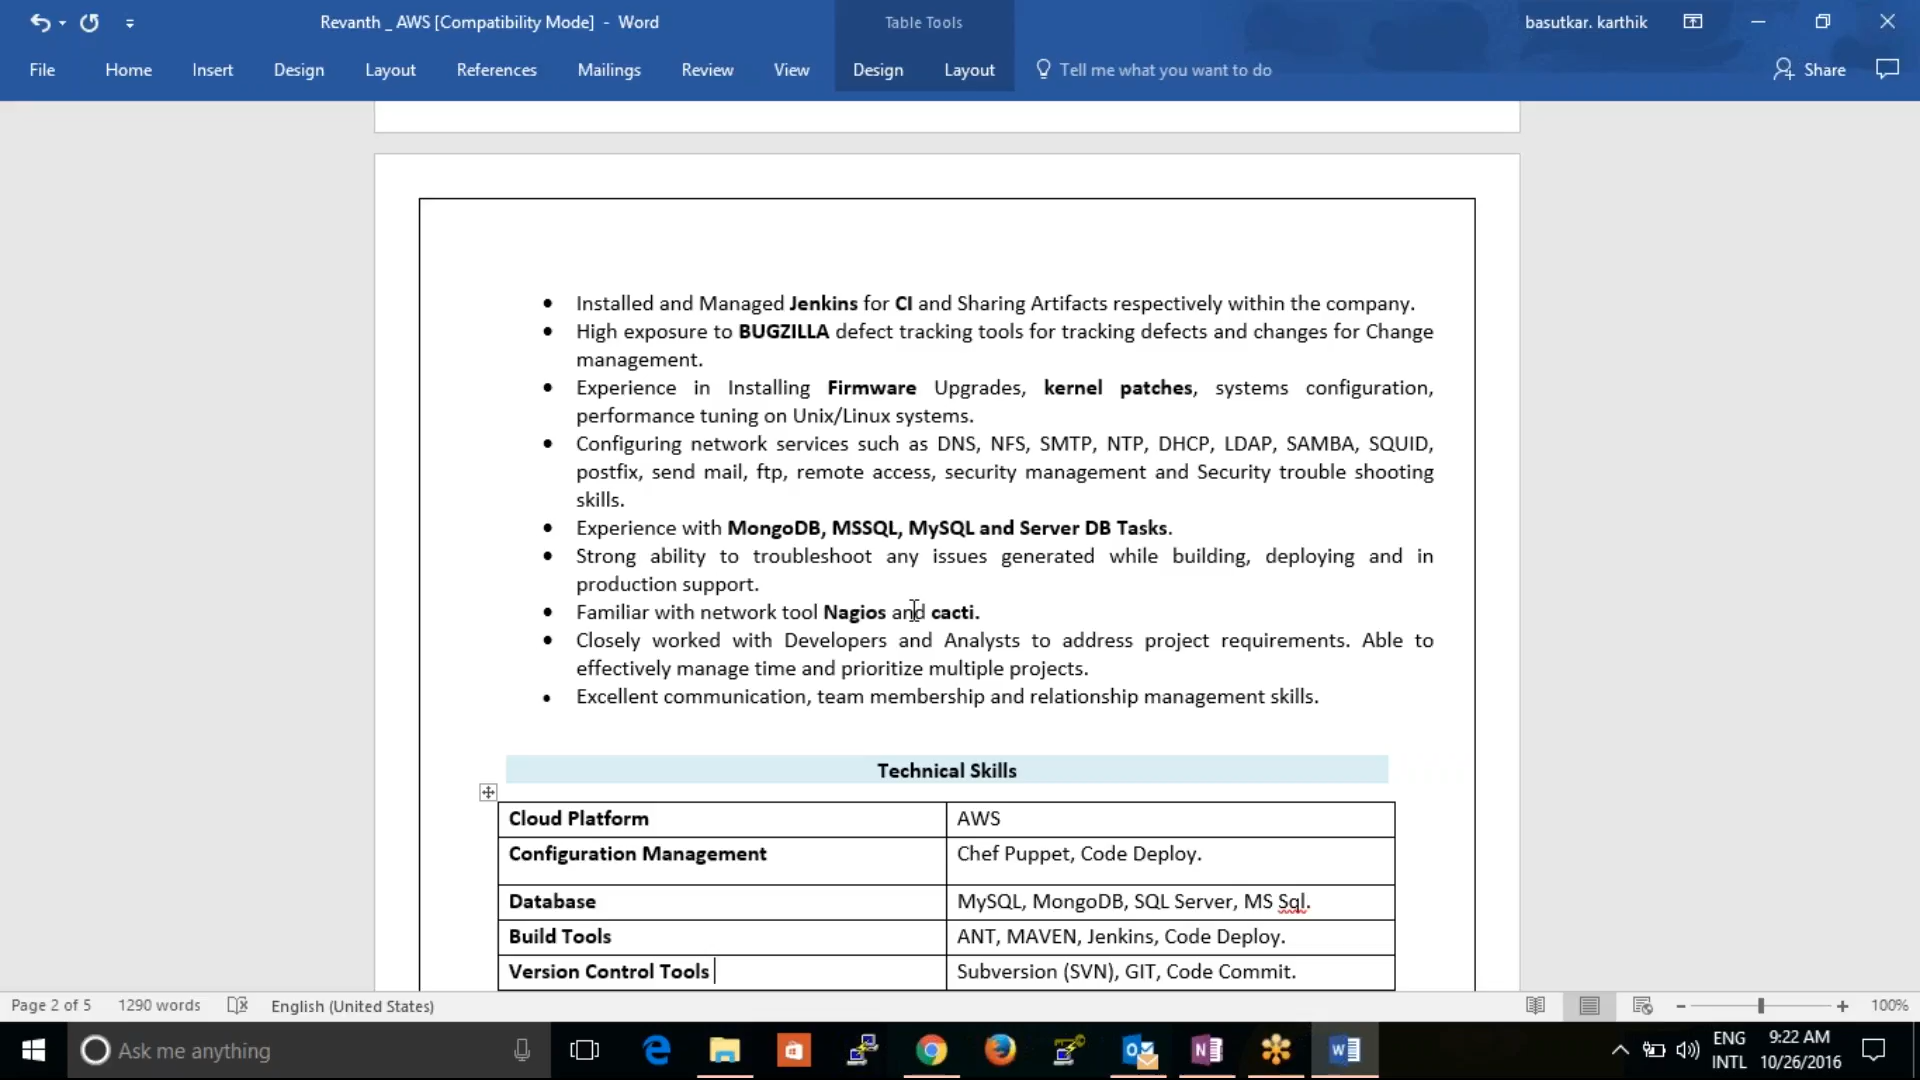 Revanth _ AWS [Compatibility Mode] - Word
Table Tools
basutkar. karthik
File Home Insert Design Layout References Mailings Review View Design Layout Tell me what you want to do Share
• Installed and Managed Jenkins for CI and Sharing Artifacts respectively within the company.
• High exposure to BUGZILLA defect tracking tools for tracking defects and changes for Change
management.
• Experience in Installing Firmware Upgrades, kernel patches, systems configuration,
performance tuning on Unix/Linux systems.
• Configuring network services such as DNS, NFS, SMTP, NTP, DHCP, LDAP, SAMBA, SQUID,
postfix, send mail, ftp, remote access, security management and Security trouble shooting
skills.
• Experience with MongoDB, MSSQL, MySQL and Server DB Tasks.
• Strong ability to troubleshoot any issues generated while building, deploying and in
production support.
• Familiar with network tool Nagios and cacti.
• Closely worked with Developers and Analysts to address project requirements. Able to
effectively manage time and prioritize multiple projects.
• Excellent communication, team membership and relationship management skills.
Technical Skills
Cloud Platform AWS
Configuration Management Chef Puppet, Code Deploy.
Database MySQL, MongoDB, SQL Server, MS Sql.
Build Tools ANT, MAVEN, Jenkins, Code Deploy.
Version Control Tools Subversion (SVN), GIT, Code Commit.
Page 2 of 5 1290 words English (United States) 100%
Ask me anything
ENG 9:22 AM
INTL 10/26/2016